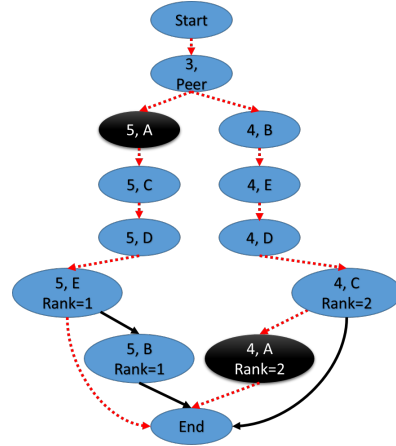 Start
3,
Peer
5, A
4, B
5, C
4, E
5, D
4, D
5, E
Rank=1
4, C
Rank=2
5, B
Rank=1
4, A
Rank=2
End